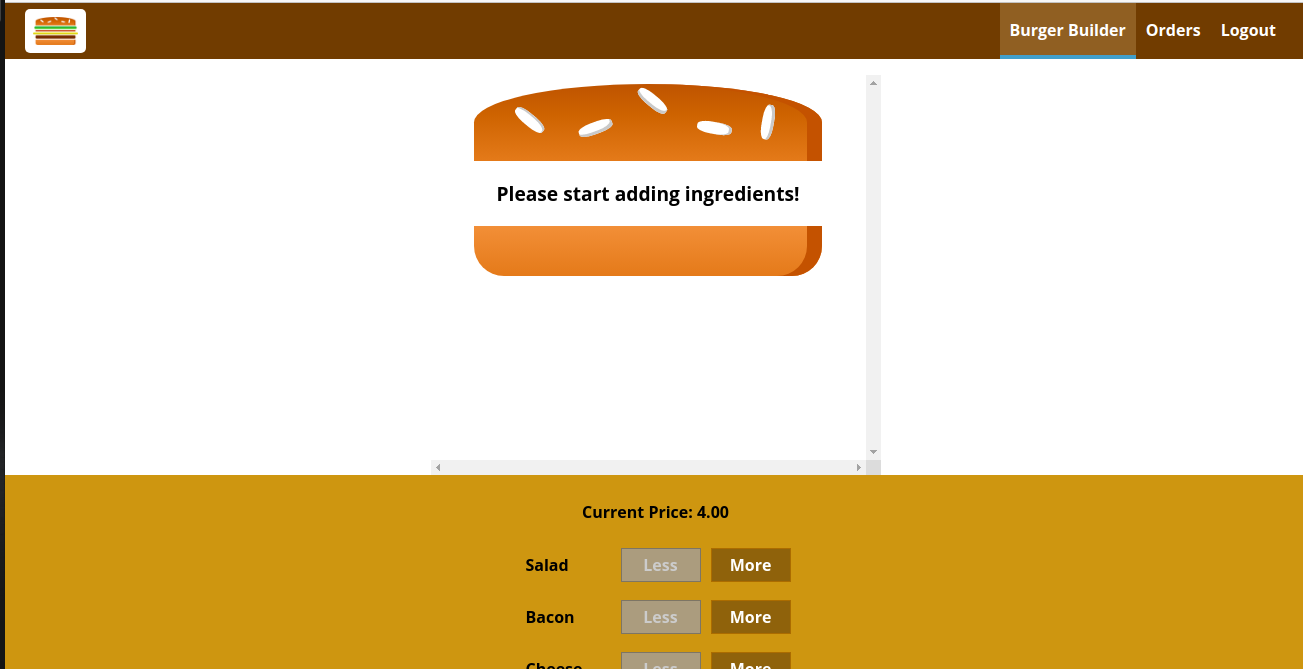 Burger Builder Orders Logout
Please start adding ingredients!
Current Price: 4.00
Salad Less More
Bacon Less More
Cheese Less More